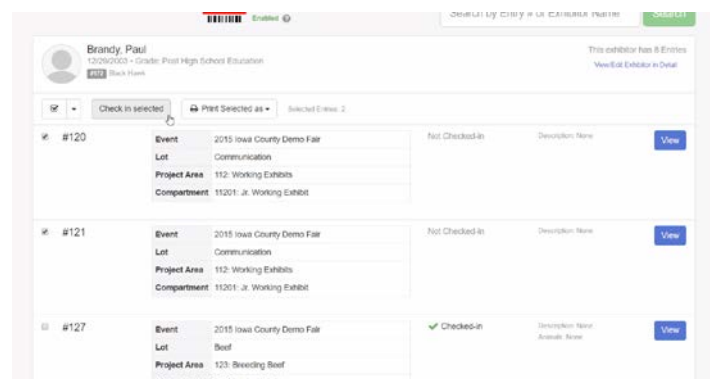 Enabled
Search by Entry # or Exhibitor Name
Search
Brandy, Paul
12/29/2003 - Grade: Post High School Education
#972 Black Hawk
This exhibitor has 8 Entries
View/Edit Exhibitor in Detail
Check in selected
Print Selected as
Selected Entries: 2
#120
Event 2015 Iowa County Demo Fair
Lot Communication
Project Area 112: Working Exhibits
Compartment 11201: Jr. Working Exhibit
Not Checked-in
Description: None
View
#121
Event 2015 Iowa County Demo Fair
Lot Communication
Project Area 112: Working Exhibits
Compartment 11201: Jr. Working Exhibit
Not Checked-in
Description: None
View
#127
Event 2015 Iowa County Demo Fair
Lot Beef
Project Area 123: Breeding Beef
Checked-in
Description: None
Animals: None
View